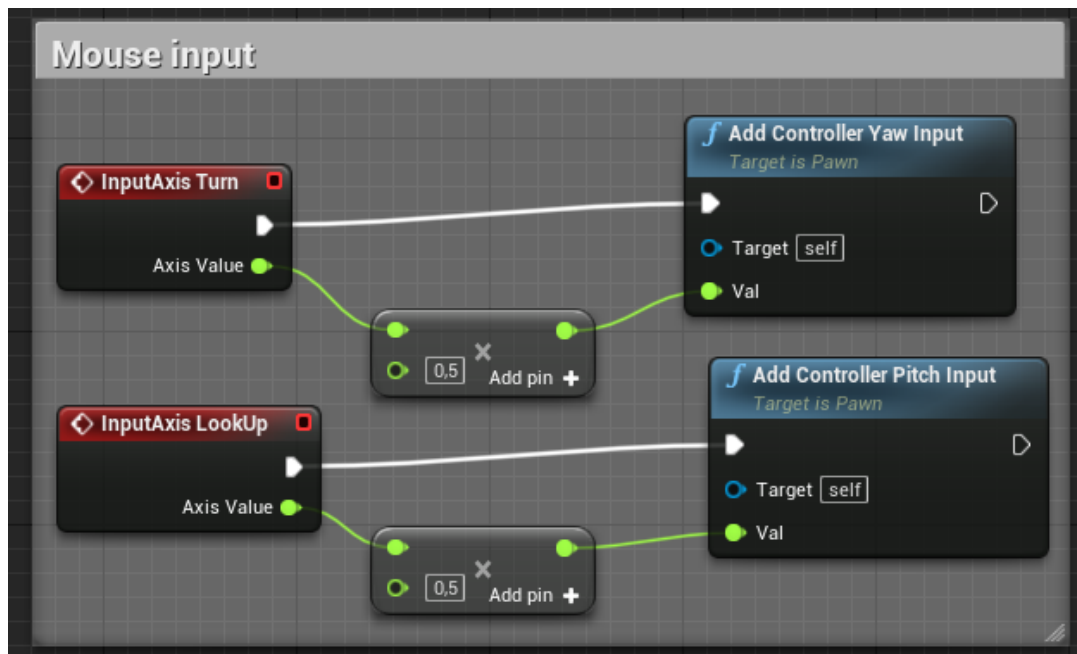 Mouse input
InputAxis Turn
Axis Value
0,5
Add pin
Add Controller Yaw Input
Target is Pawn
Target self
Val
InputAxis LookUp
Axis Value
0,5
Add pin
Add Controller Pitch Input
Target is Pawn
Target self
Val